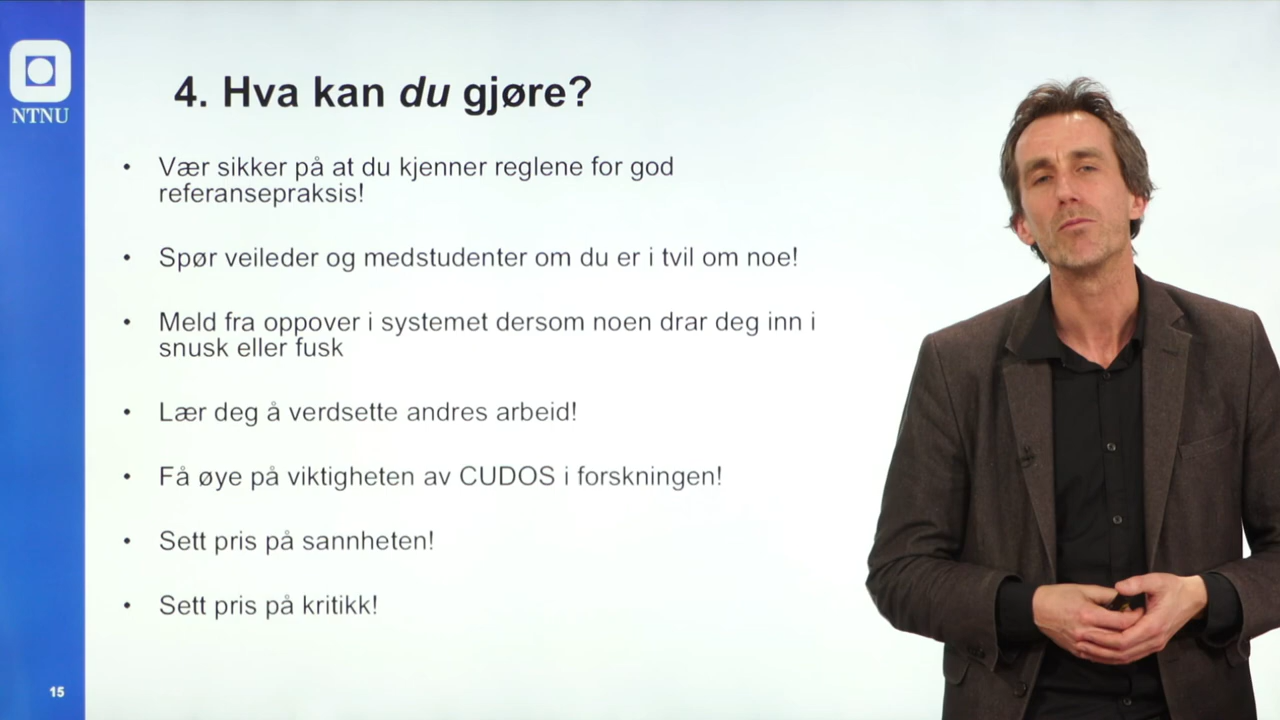 NTNU
4. Hva kan du gjøre?
• Vær sikker på at du kjenner reglene for god
referansepraksis!
• Spør veileder og medstudenter om du er i tvil om noe!
• Meld fra oppover i systemet dersom noen drar deg inn i
snusk eller fusk
• Lær deg å verdsette andres arbeid!
• Få øye på viktigheten av CUDOS i forskningen!
• Sett pris på sannheten!
• Sett pris på kritikk!
15